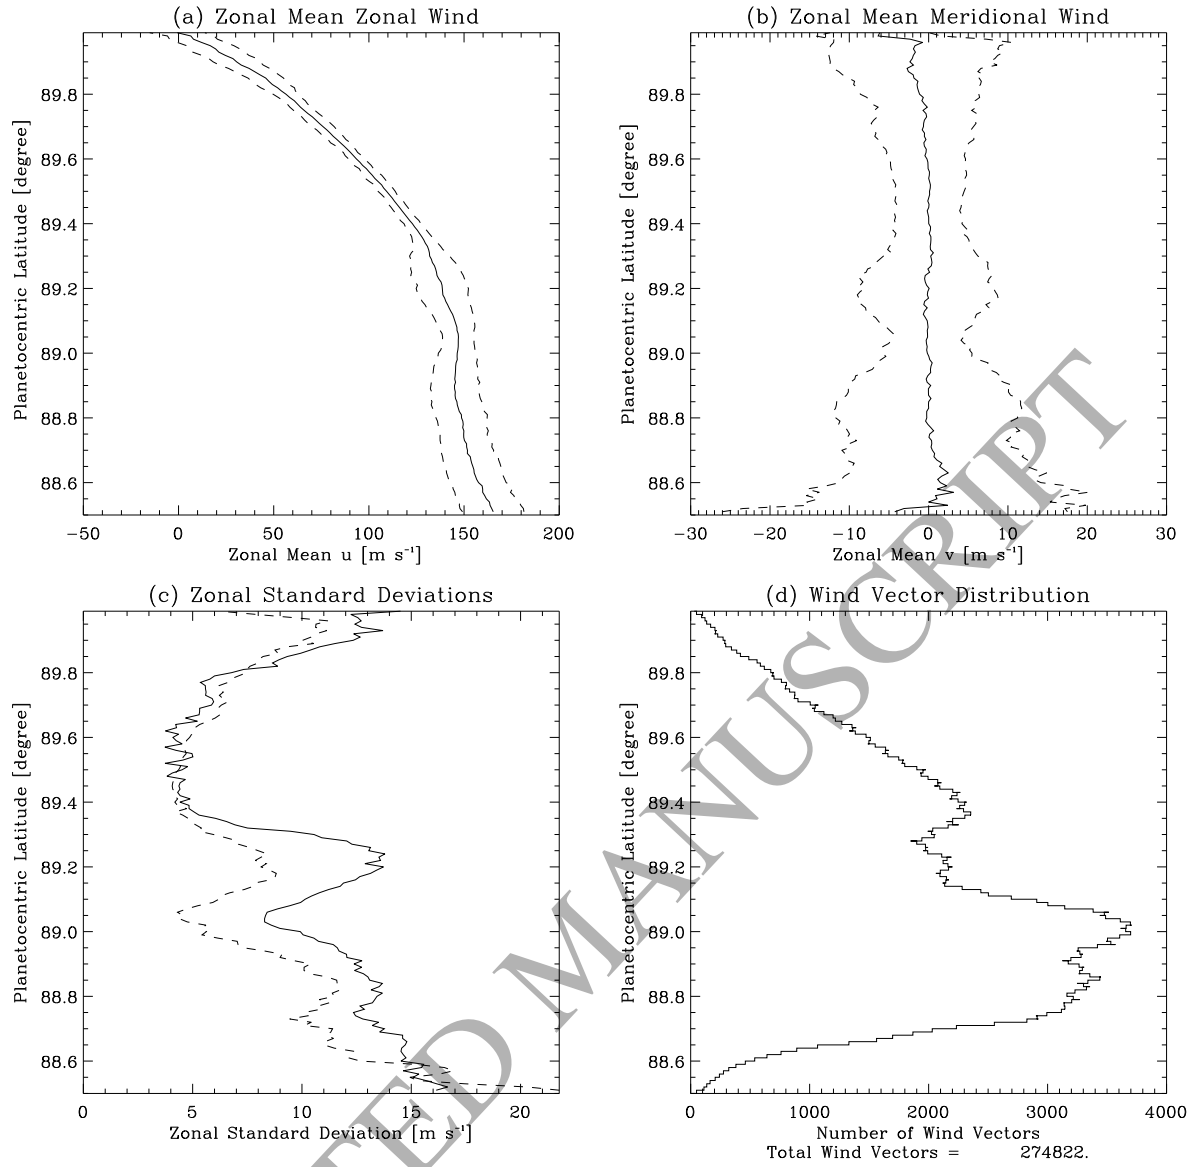 (a) Zonal Mean Zonal Wind
Planetocentric Latitude [degree]
89.8
89.6
89.4
89.2
89.0
88.8
88.6
-50 0 50 100 150 200
Zonal Mean u [m s⁻¹]
(b) Zonal Mean Meridional Wind
Planetocentric Latitude [degree]
89.8
89.6
89.4
89.2
89.0
88.8
88.6
-30 -20 -10 0 10 20 30
Zonal Mean v [m s⁻¹]
(c) Zonal Standard Deviations
Planetocentric Latitude [degree]
89.8
89.6
89.4
89.2
89.0
88.8
88.6
0 5 10 15 20
Zonal Standard Deviation [m s⁻¹]
(d) Wind Vector Distribution
Planetocentric Latitude [degree]
89.8
89.6
89.4
89.2
89.0
88.8
88.6
0 1000 2000 3000 4000
Number of Wind Vectors
Total Wind Vectors = 274822.
TED MANUSCRIPT